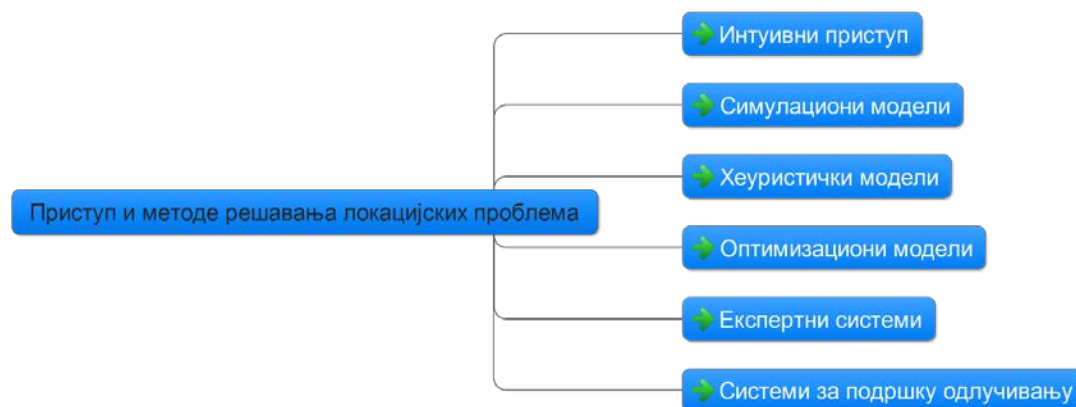 Интуивни приступ
Симулациони модели
Хеуристички модели
Приступ и методе решавања локацијских проблема
Оптимизациони модели
Експертни системи
Системи за подршку одлучивању